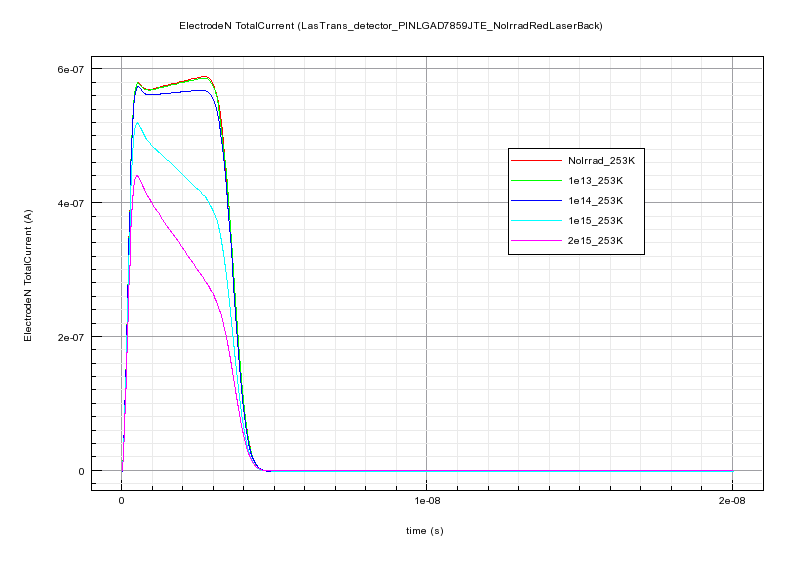 ElectrodeN TotalCurrent (LasTrans_detector_PINLGAD7859JTE_NoIrradRedLaserBack)
6e-07
4e-07
2e-07
0
ElectrodeN TotalCurrent (A)
NoIrrad_253K
1e13_253K
1e14_253K
1e15_253K
2e15_253K
0
1e-08
2e-08
time (s)